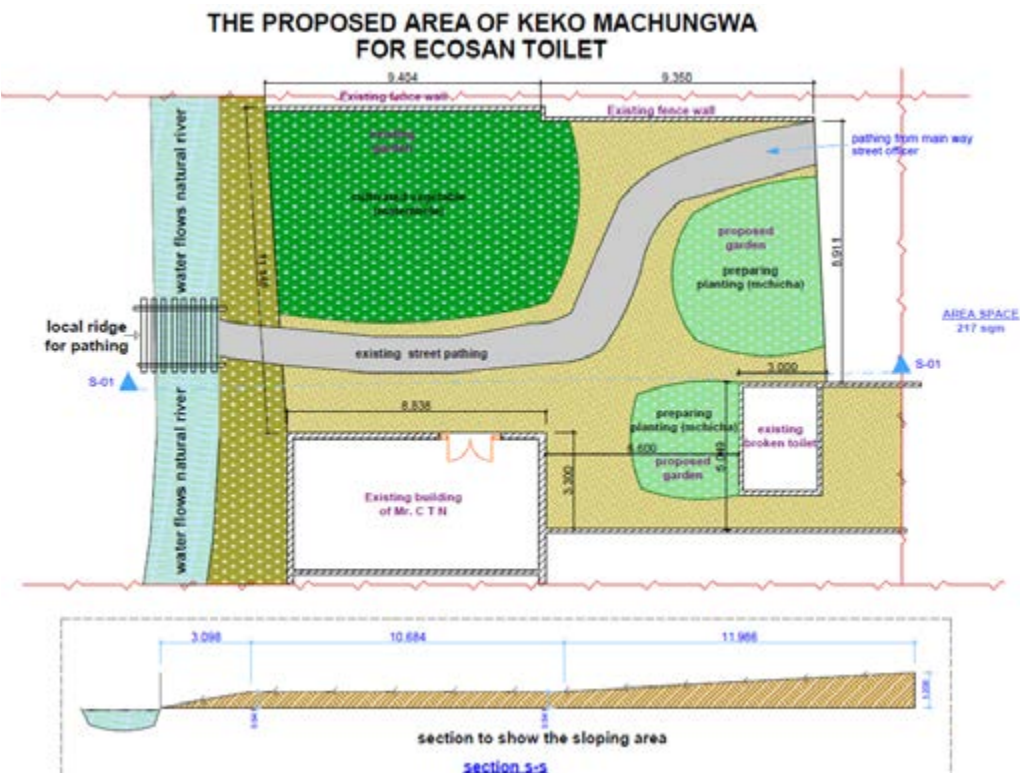 THE PROPOSED AREA OF KEKO MACHUNGWA
FOR ECOSAN TOILET
9.404
9.350
Existing fence wall
Existing fence wall
pathing from main way
street officer
existing
garden
cultivated vegetable
water flows natural river
proposed
garden
preparing
planting (mchicha)
5.911
AREA SPACE
217 sqm
local ridge
for pathing
existing street pathing
S-01
S-01
3.000
preparing
planting (mchicha)
existing
broken toilet
proposed
garden
3.300
Existing building
of Mr. C T N
water flows natural river
3.098
10.684
11.966
section to show the sloping area
section s-s